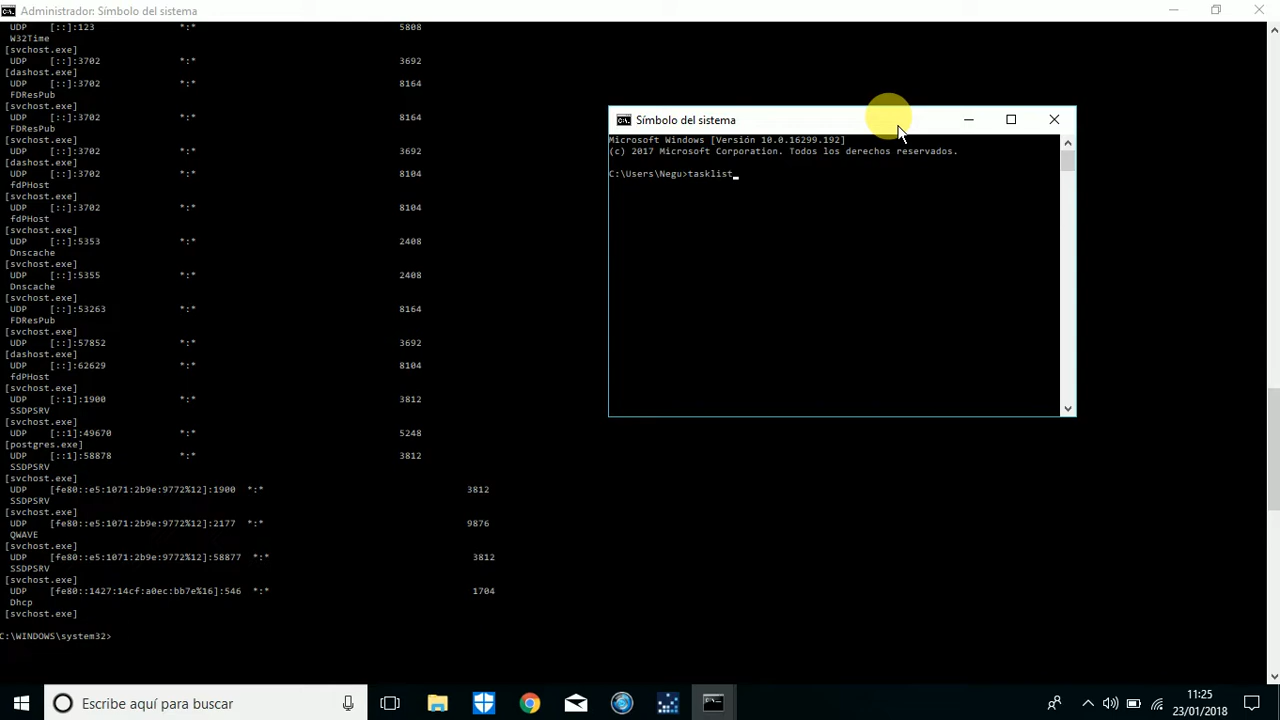 Administrador: Símbolo del sistema
UDP [::]:123 *:* 5808
W32Time
[svchost.exe]
UDP [::]:3702 *:* 3692
[dashost.exe]
UDP [::]:3702 *:* 8164
FDResPub
[svchost.exe]
UDP [::]:3702 *:* 8164
FDResPub
[svchost.exe]
UDP [::]:3702 *:* 3692
[dashost.exe]
UDP [::]:3702 *:* 8104
fdPHost
[svchost.exe]
UDP [::]:3702 *:* 8104
fdPHost
[svchost.exe]
UDP [::]:5353 *:* 2408
Dnscache
[svchost.exe]
UDP [::]:5355 *:* 2408
Dnscache
[svchost.exe]
UDP [::]:53263 *:* 8164
FDResPub
[svchost.exe]
UDP [::]:57852 *:* 3692
[dashost.exe]
UDP [::]:62629 *:* 8104
fdPHost
[svchost.exe]
UDP [::1]:1900 *:* 3812
SSDPSRV
[svchost.exe]
UDP [::1]:49670 *:* 5248
[postgres.exe]
UDP [::1]:58878 *:* 3812
SSDPSRV
[svchost.exe]
UDP [fe80::e5:1071:2b9e:9772%12]:1900 *:* 3812
SSDPSRV
[svchost.exe]
UDP [fe80::e5:1071:2b9e:9772%12]:2177 *:* 9876
QWAVE
[svchost.exe]
UDP [fe80::e5:1071:2b9e:9772%12]:58877 *:* 3812
SSDPSRV
[svchost.exe]
UDP [fe80::1427:14cf:a0ec:bb7e%16]:546 *:* 1704
Dhcp
[svchost.exe]
C:\WINDOWS\system32>
Símbolo del sistema
Microsoft Windows [Versión 10.0.16299.192]
(c) 2017 Microsoft Corporation. Todos los derechos reservados.
C:\Users\Negu>tasklist
Escribe aquí para buscar
11:25
23/01/2018